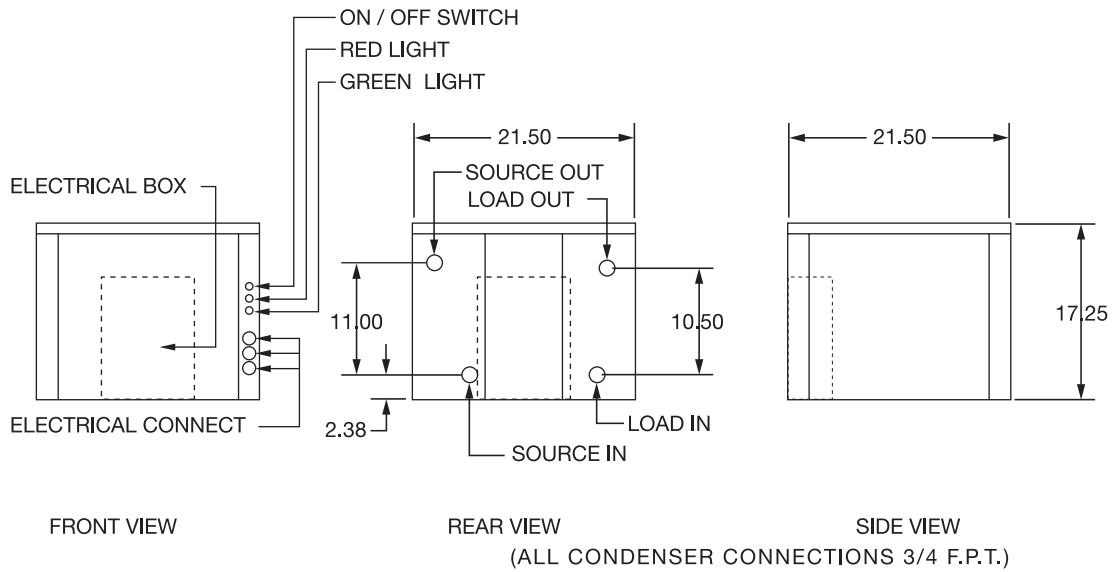 ON / OFF SWITCH
RED LIGHT
GREEN LIGHT
21.50
21.50
SOURCE OUT
LOAD OUT
ELECTRICAL BOX
11.00
10.50
17.25
2.38
ELECTRICAL CONNECT
LOAD IN
SOURCE IN
FRONT VIEW
REAR VIEW
SIDE VIEW
(ALL CONDENSER CONNECTIONS 3/4 F.P.T.)